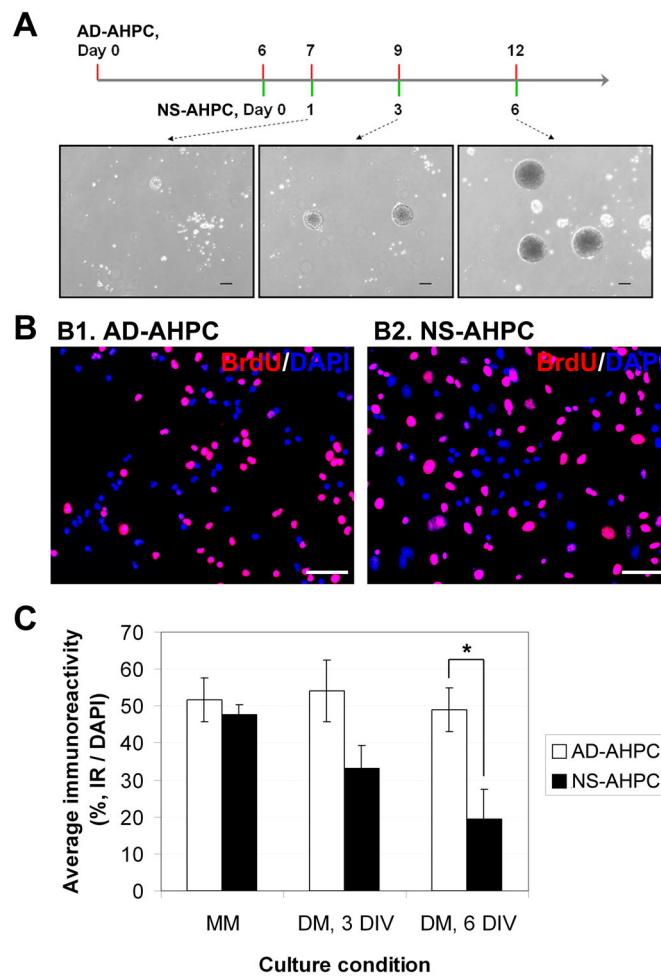 A
AD-AHPC,
Day 0 6 7 9 12
NS-AHPC, Day 0 1 3 6
B B1. AD-AHPC B2. NS-AHPC
BrdU/DAPI BrdU/DAPI
C
Average immunoreactivity
(%, IR / DAPI)
70
60
50
40
30
20
10
0
*
AD-AHPC
NS-AHPC
MM DM, 3 DIV DM, 6 DIV
Culture condition